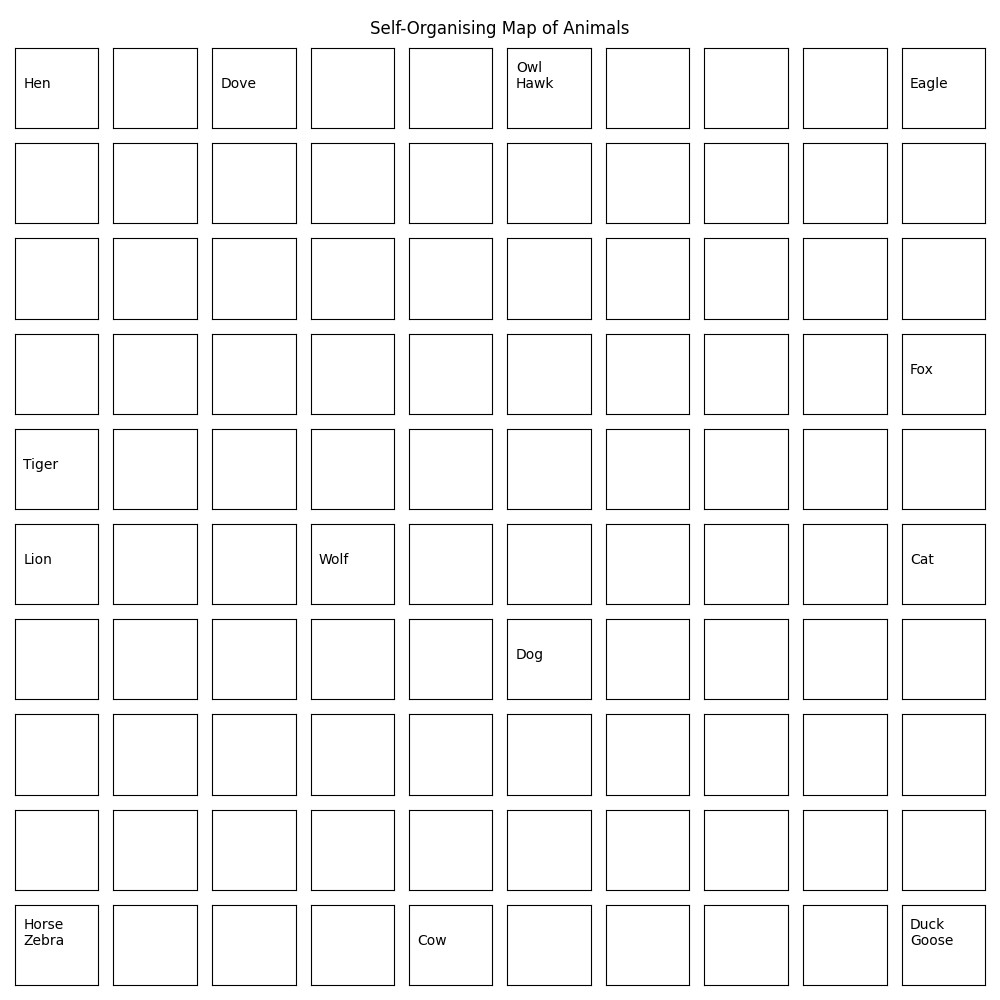 Self-Organising Map of Animals
Hen
Dove
Owl
Hawk
Eagle
Fox
Tiger
Lion
Wolf
Cat
Dog
Horse
Zebra
Cow
Duck
Goose